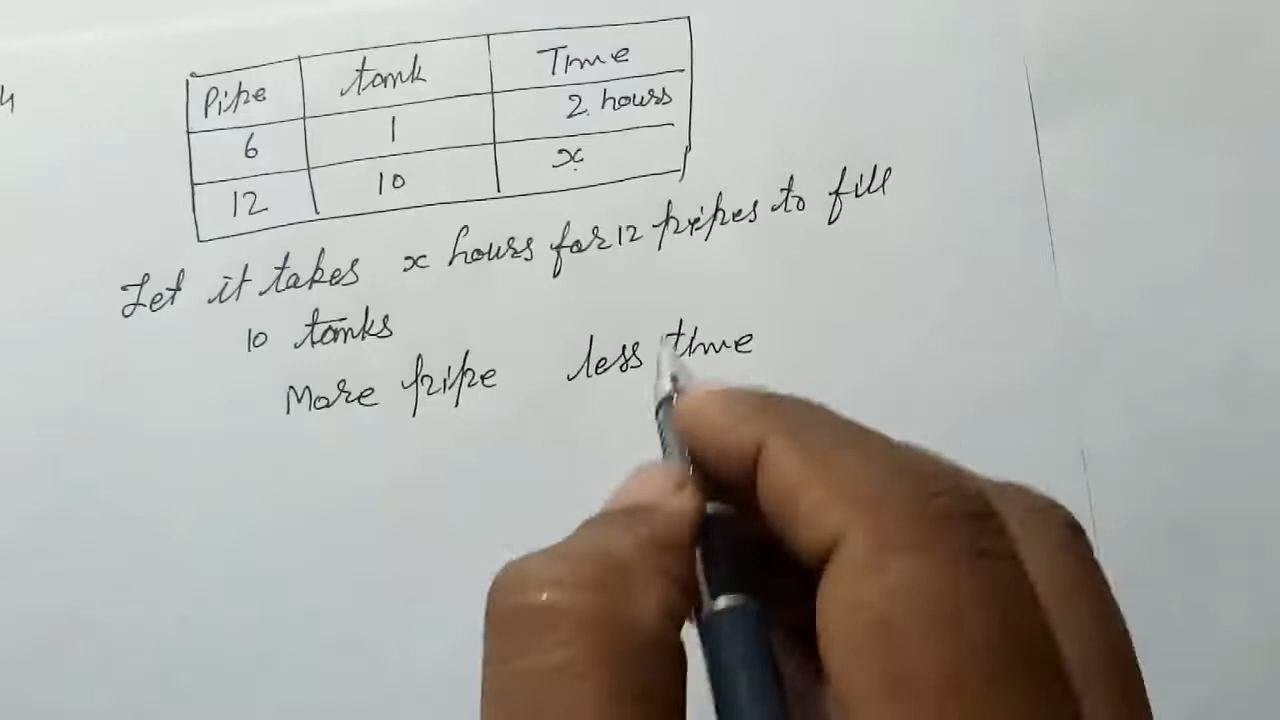 Pipe tank Time
6 1 2 hours
12 10 x
Let it takes x hours for 12 pipes to fill
10 tanks
More pipe less time